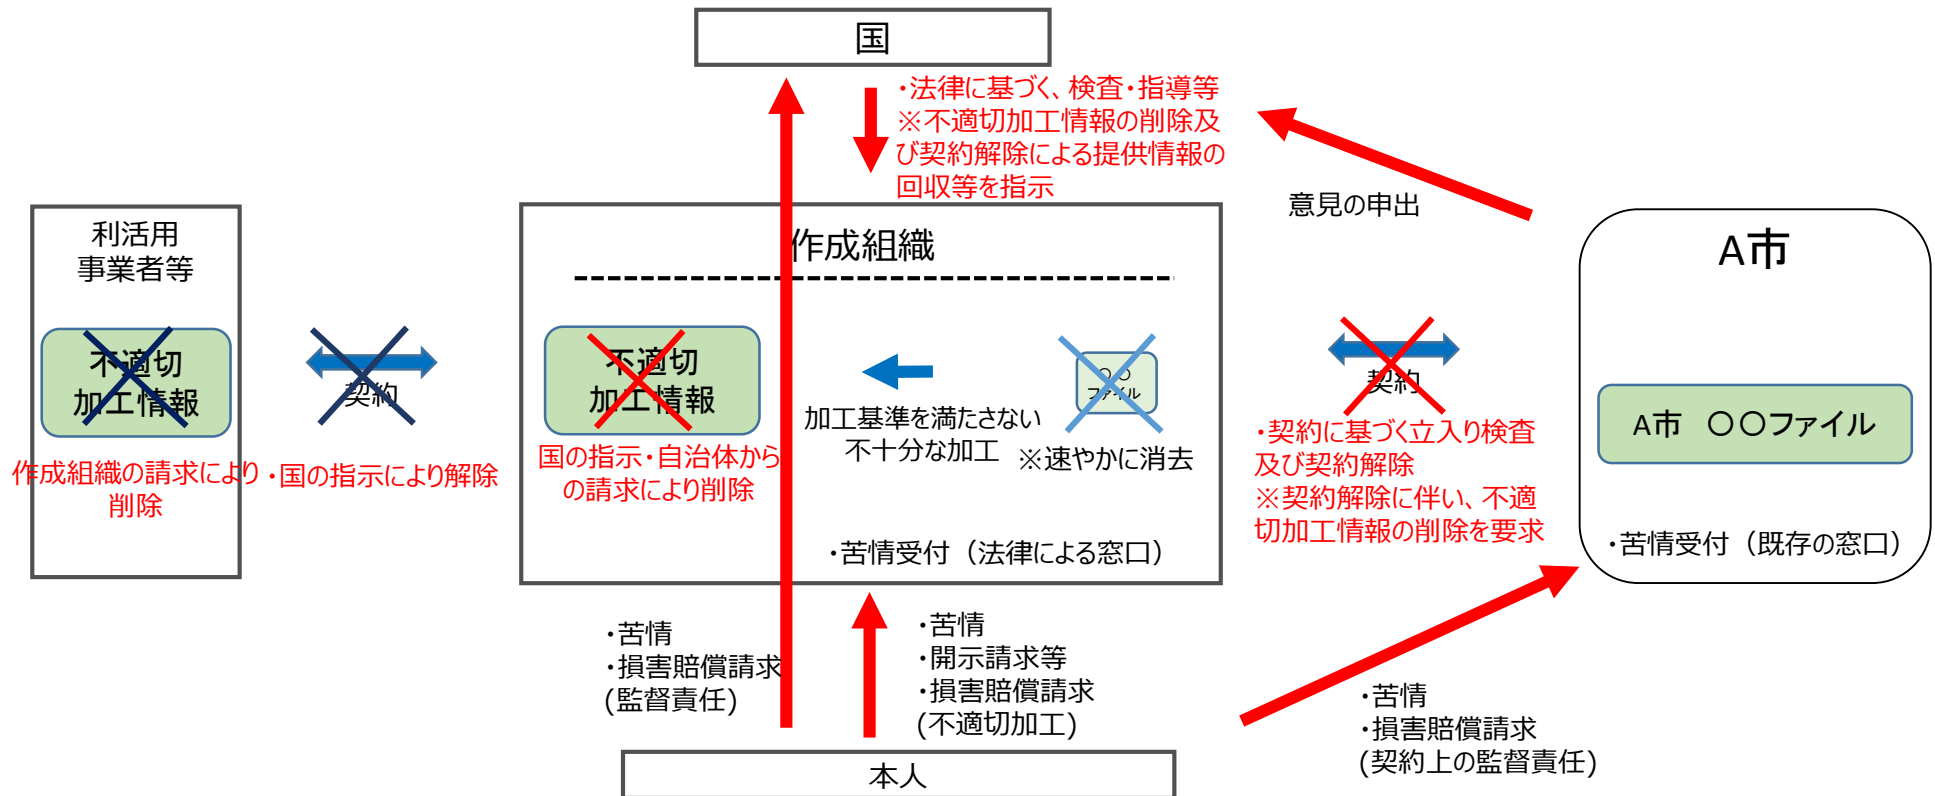 国
・法律に基づく、検査・指導等
※不適切加工情報の削除及
び契約解除による提供情報の
回収等を指示
意見の申出
利活用
事業者等
不適切
加工情報
作成組織の請求により
削除
契約
・国の指示により解除
作成組織
不適切
加工情報
国の指示・自治体から
の請求により削除
加工基準を満たさない
不十分な加工
〇〇
ファイル
※速やかに消去
・苦情受付（法律による窓口）
契約
・契約に基づく立入り検査
及び契約解除
※契約解除に伴い、不適
切加工情報の削除を要求
A市
A市　〇〇ファイル
・苦情受付（既存の窓口）
・苦情
・損害賠償請求
(監督責任)
・苦情
・開示請求等
・損害賠償請求
(不適切加工)
・苦情
・損害賠償請求
(契約上の監督責任)
本人